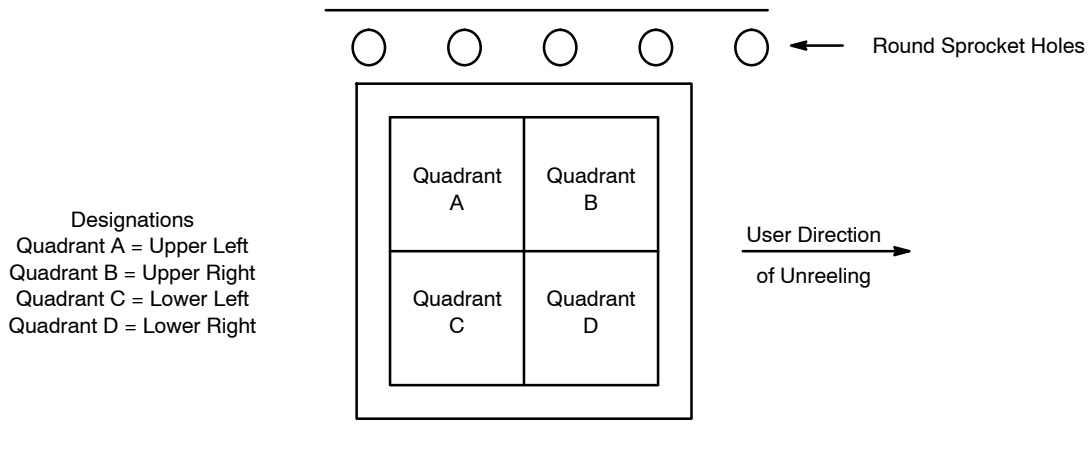 Round Sprocket Holes
Quadrant
A
Quadrant
B
Designations
Quadrant A = Upper Left
Quadrant B = Upper Right
Quadrant C = Lower Left
Quadrant D = Lower Right
User Direction
of Unreeling
Quadrant
C
Quadrant
D